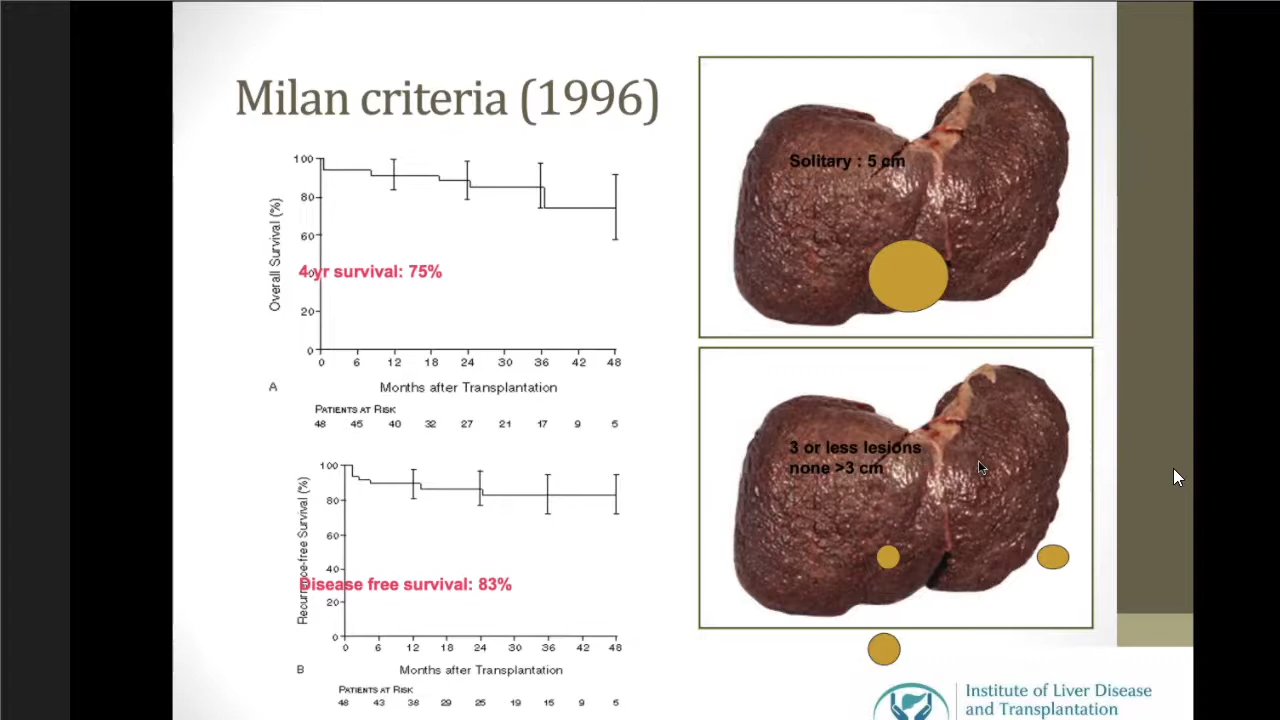 Milan criteria (1996)
Overall Survival (%)
100
80
60
20
0
4 yr survival: 75%
0 6 12 18 24 30 36 42 48
A
Months after Transplantation
PATIENTS AT RISK
48 45 40 32 27 21 17 9 5
Recurrence-free Survival (%)
100
80
60
40
20
0
Disease free survival: 83%
0 6 12 18 24 30 36 42 48
B
Months after Transplantation
PATIENTS AT RISK
48 43 38 29 25 19 15 9 5
Solitary : 5 cm
3 or less lesions
none >3 cm
Institute of Liver Disease
and Transplantation